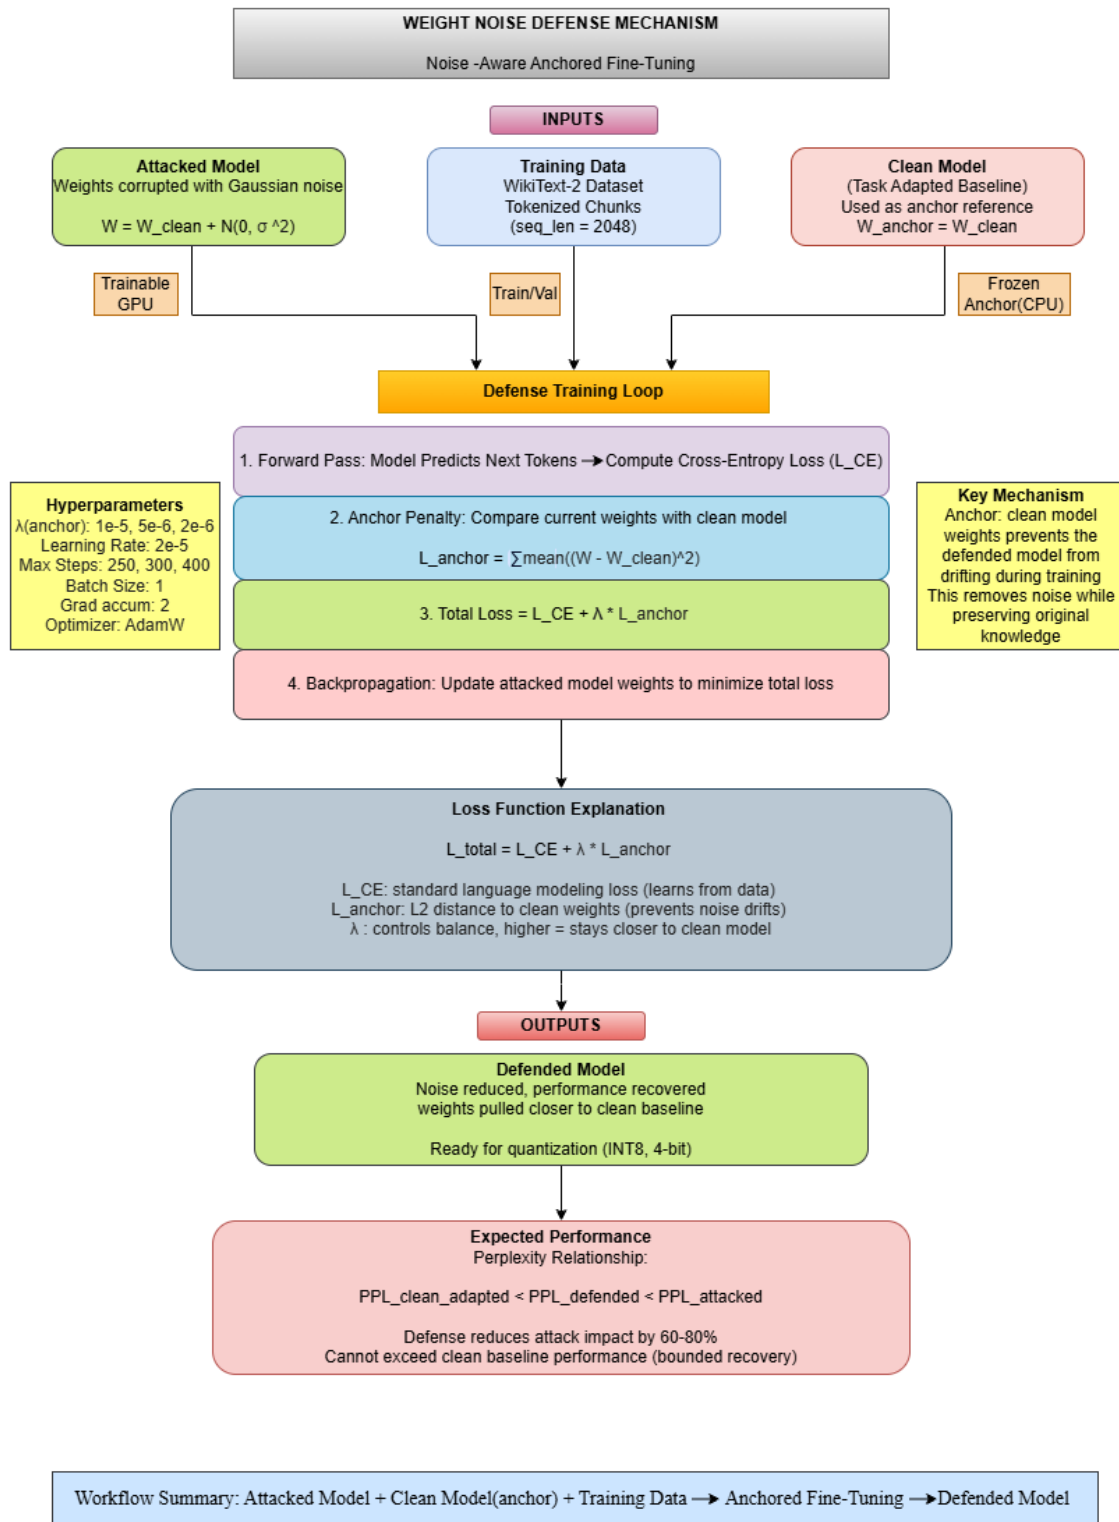 WEIGHT NOISE DEFENSE MECHANISM
Noise -Aware Anchored Fine-Tuning
INPUTS
Attacked Model
Weights corrupted with Gaussian noise
W = W_clean + N(0, σ ^2)
Training Data
WikiText-2 Dataset
Tokenized Chunks
(seq_len = 2048)
Clean Model
(Task Adapted Baseline)
Used as anchor reference
W_anchor = W_clean
Trainable
GPU
Train/Val
Frozen
Anchor(CPU)
Defense Training Loop
1. Forward Pass: Model Predicts Next Tokens → Compute Cross-Entropy Loss (L_CE)
2. Anchor Penalty: Compare current weights with clean model
L_anchor = ∑mean((W - W_clean)^2)
3. Total Loss = L_CE + λ * L_anchor
4. Backpropagation: Update attacked model weights to minimize total loss
Hyperparameters
λ(anchor): 1e-5, 5e-6, 2e-6
Learning Rate: 2e-5
Max Steps: 250, 300, 400
Batch Size: 1
Grad accum: 2
Optimizer: AdamW
Key Mechanism
Anchor: clean model
weights prevents the
defended model from
drifting during training
This removes noise while
preserving original
knowledge
Loss Function Explanation
L_total = L_CE + λ * L_anchor
L_CE: standard language modeling loss (learns from data)
L_anchor: L2 distance to clean weights (prevents noise drifts)
λ : controls balance, higher = stays closer to clean model
OUTPUTS
Defended Model
Noise reduced, performance recovered
weights pulled closer to clean baseline
Ready for quantization (INT8, 4-bit)
Expected Performance
Perplexity Relationship:
PPL_clean_adapted < PPL_defended < PPL_attacked
Defense reduces attack impact by 60-80%
Cannot exceed clean baseline performance (bounded recovery)
Workflow Summary: Attacked Model + Clean Model(anchor) + Training Data → Anchored Fine-Tuning → Defended Model